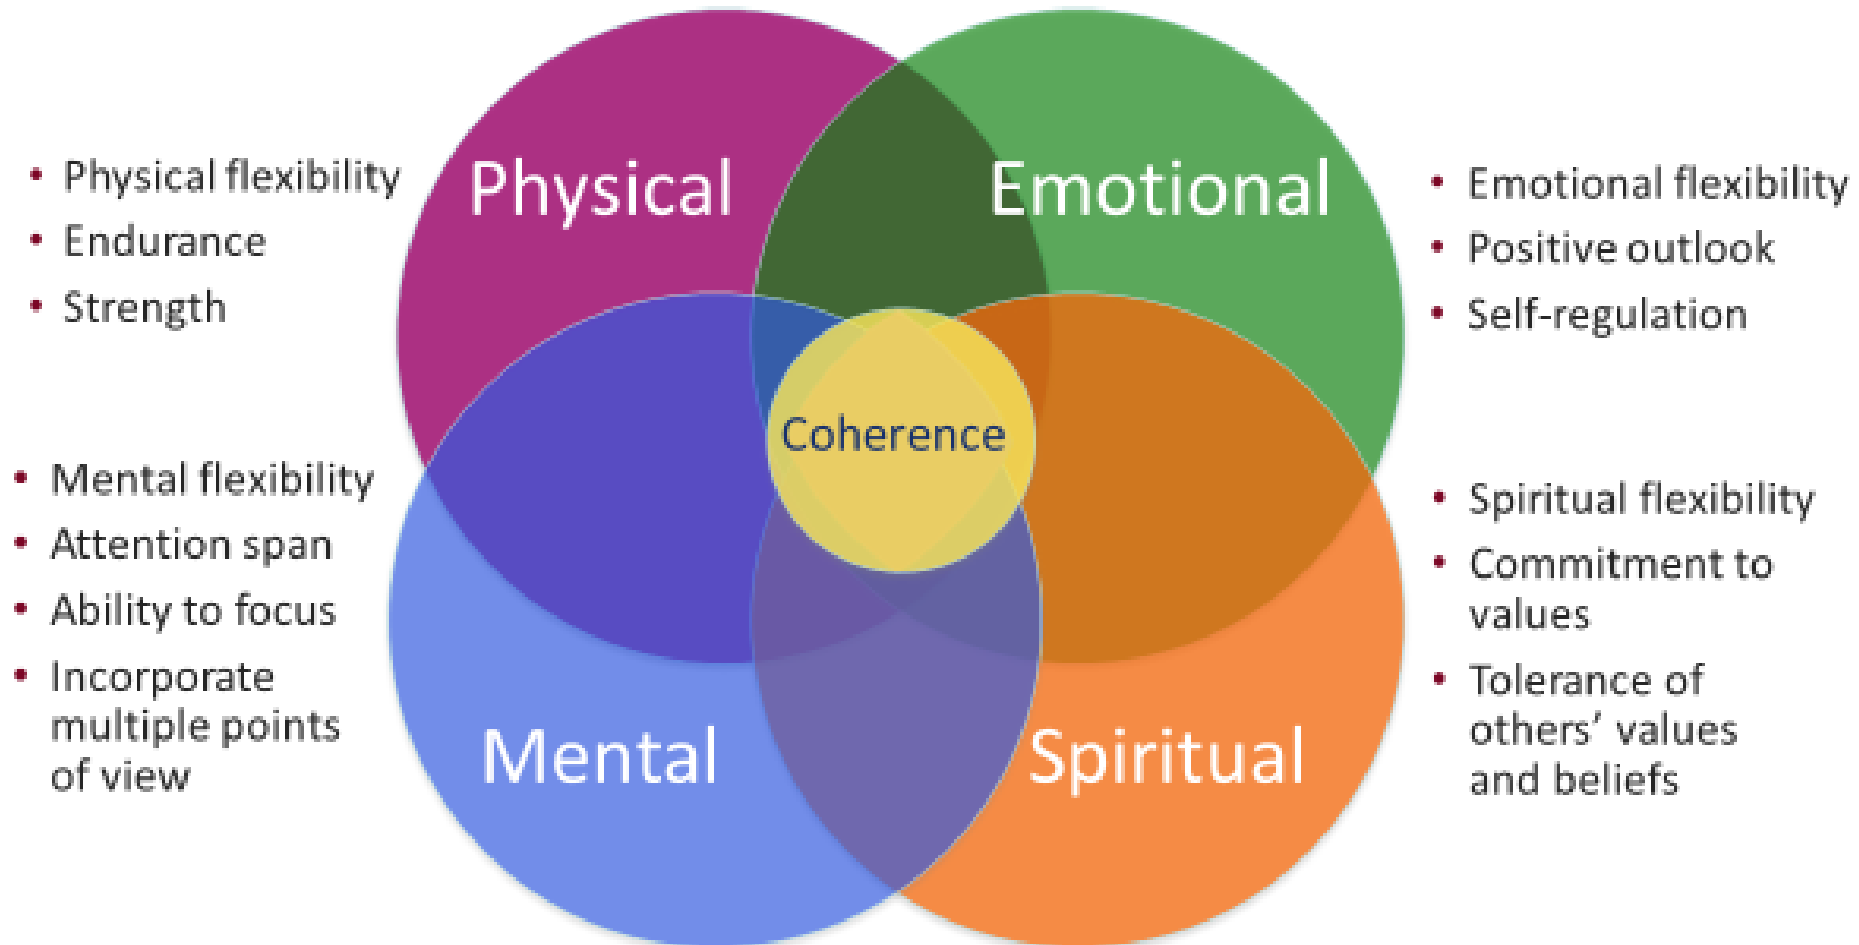 Physical
• Physical flexibility
• Endurance
• Strength
Emotional
• Emotional flexibility
• Positive outlook
• Self-regulation
Coherence
Mental
• Mental flexibility
• Attention span
• Ability to focus
• Incorporate
multiple points
of view
Spiritual
• Spiritual flexibility
• Commitment to
values
• Tolerance of
others’ values
and beliefs